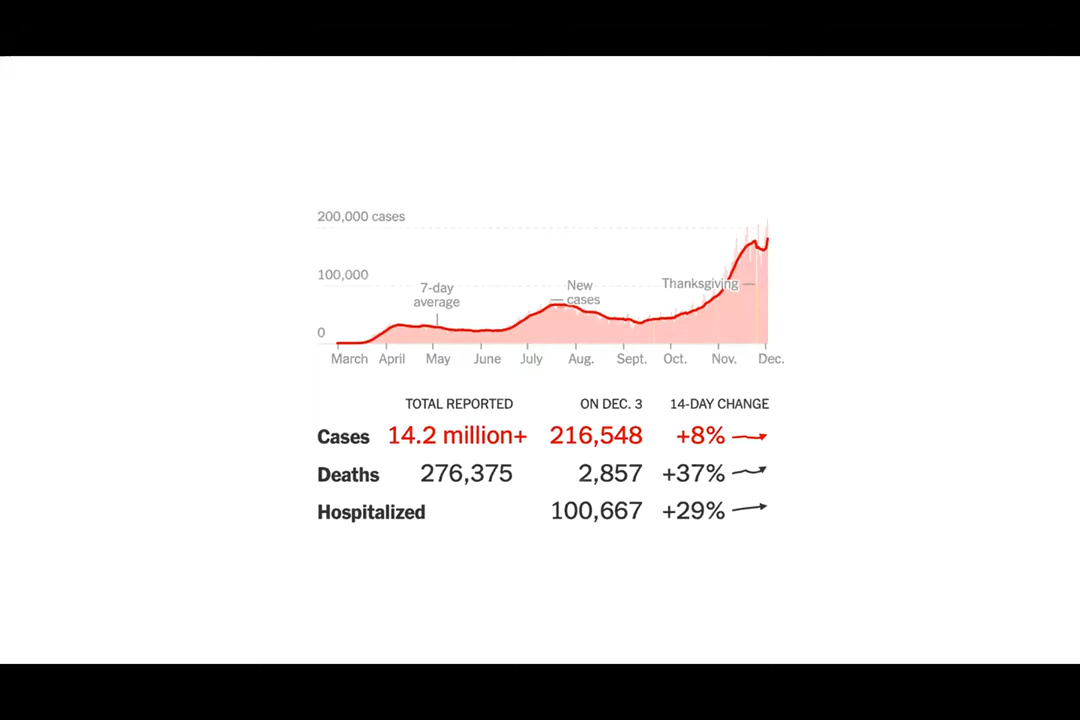 200,000 cases
100,000
7-day
average
New
cases
Thanksgiving
0
March April May June July Aug. Sept. Oct. Nov. Dec.
TOTAL REPORTED ON DEC. 3 14-DAY CHANGE
Cases 14.2 million+ 216,548 +8%
Deaths 276,375 2,857 +37%
Hospitalized 100,667 +29%